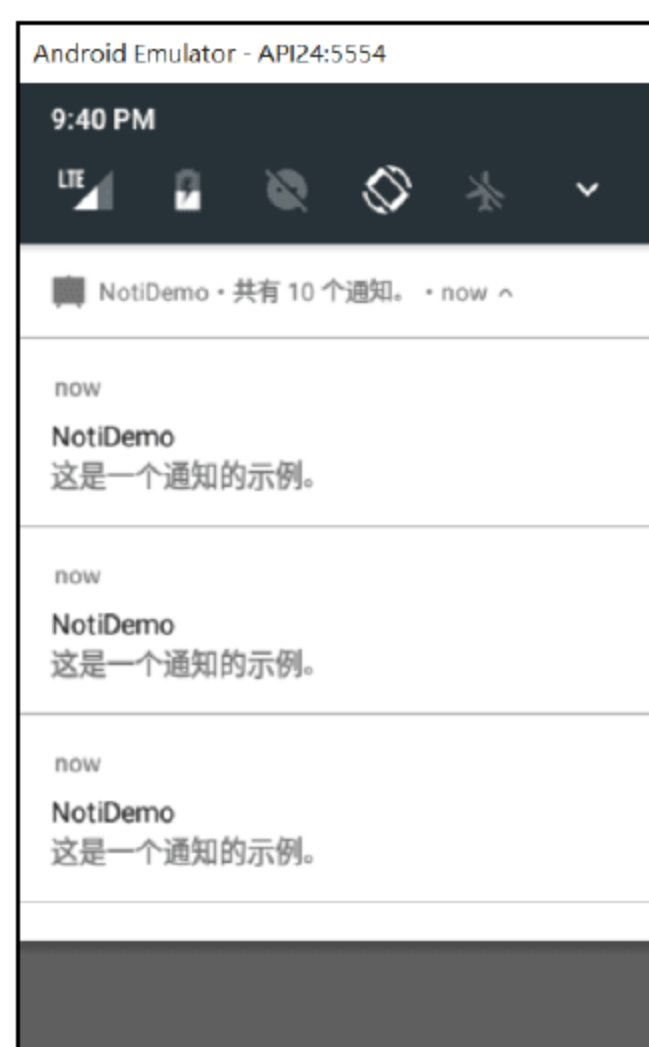 Android Emulator - API24:5554
9:40 PM
LTE
NotiDemo • 共有 10 个通知。 • now
now
NotiDemo
这是一个通知的示例。
now
NotiDemo
这是一个通知的示例。
now
NotiDemo
这是一个通知的示例。